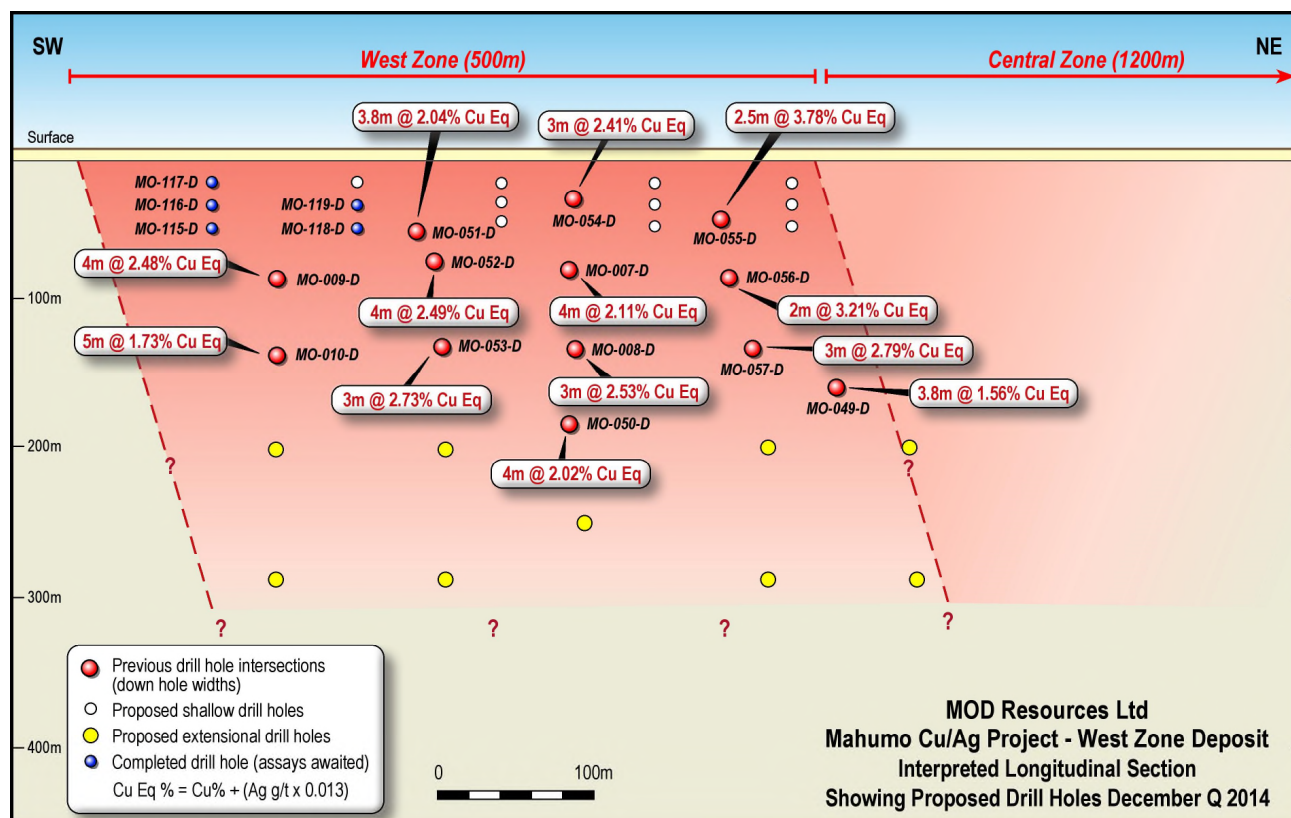 SW
NE
West Zone (500m)
Central Zone (1200m)
3.8m @ 2.04% Cu Eq
3m @ 2.41% Cu Eq
2.5m @ 3.78% Cu Eq
Surface
MO-117-D
MO-116-D
MO-119-D
MO-054-D
MO-115-D
MO-118-D
MO-051-D
MO-055-D
4m @ 2.48% Cu Eq
MO-052-D
MO-007-D
MO-056-D
MO-009-D
100m
4m @ 2.49% Cu Eq
4m @ 2.11% Cu Eq
2m @ 3.21% Cu Eq
5m @ 1.73% Cu Eq
MO-010-D
MO-053-D
MO-008-D
MO-057-D
3m @ 2.79% Cu Eq
3m @ 2.73% Cu Eq
3m @ 2.53% Cu Eq
MO-049-D
3.8m @ 1.56% Cu Eq
MO-050-D
200m
?
?
4m @ 2.02% Cu Eq
300m
?
?
?
?
Previous drill hole intersections
(down hole widths)
Proposed shallow drill holes
Proposed extensional drill holes
Completed drill hole (assays awaited)
Cu Eq % = Cu% + (Ag g/t x 0.013)
400m
0
100m
MOD Resources Ltd
Mahumo Cu/Ag Project - West Zone Deposit
Interpreted Longitudinal Section
Showing Proposed Drill Holes December Q 2014